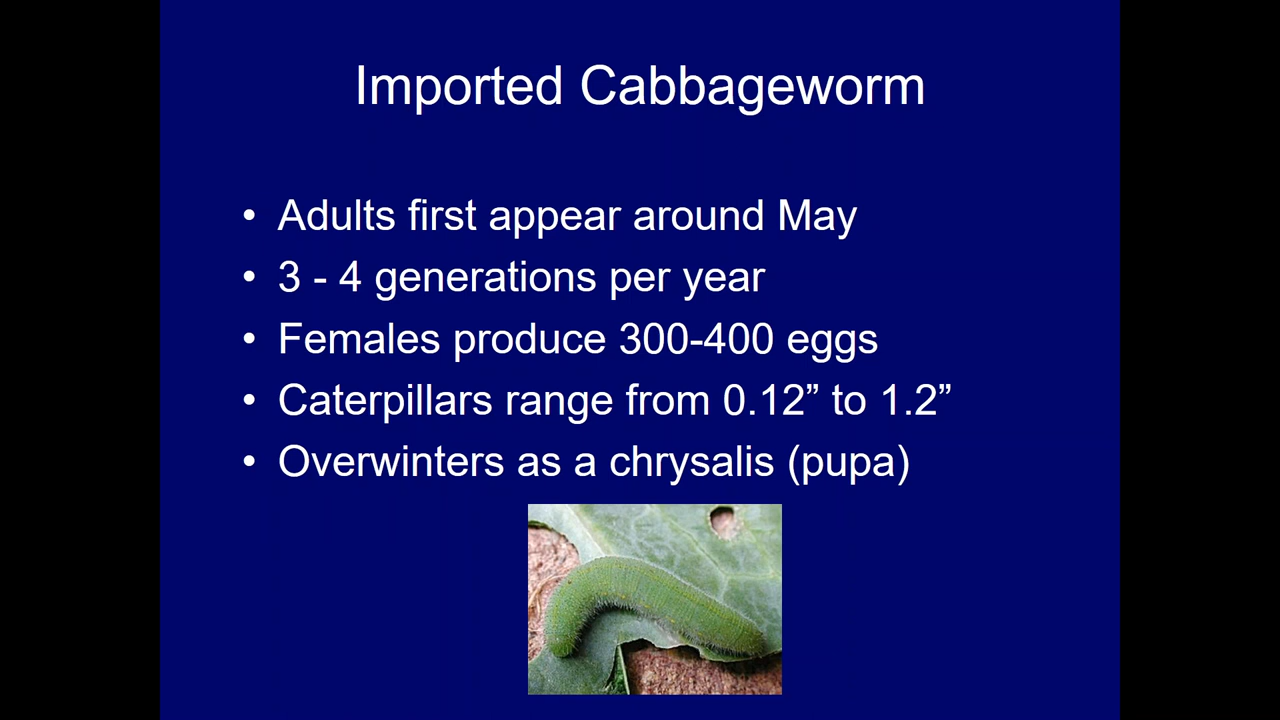 Imported Cabbageworm
• Adults first appear around May
• 3 - 4 generations per year
• Females produce 300-400 eggs
• Caterpillars range from 0.12” to 1.2”
• Overwinters as a chrysalis (pupa)